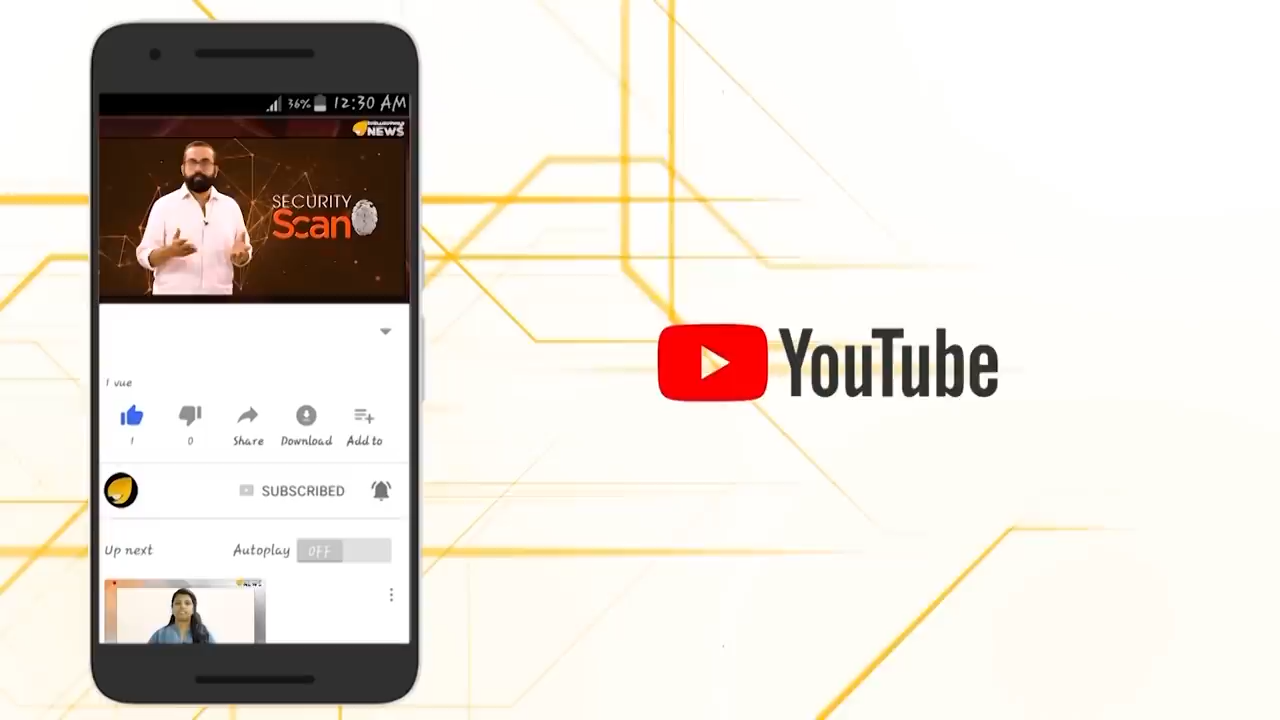 36% 12:30 AM
NEWS
SECURITY
Scan
1 vue
1
0
Share
Download
Add to
SUBSCRIBED
Up next
Autoplay
OFF
NEWS
YouTube